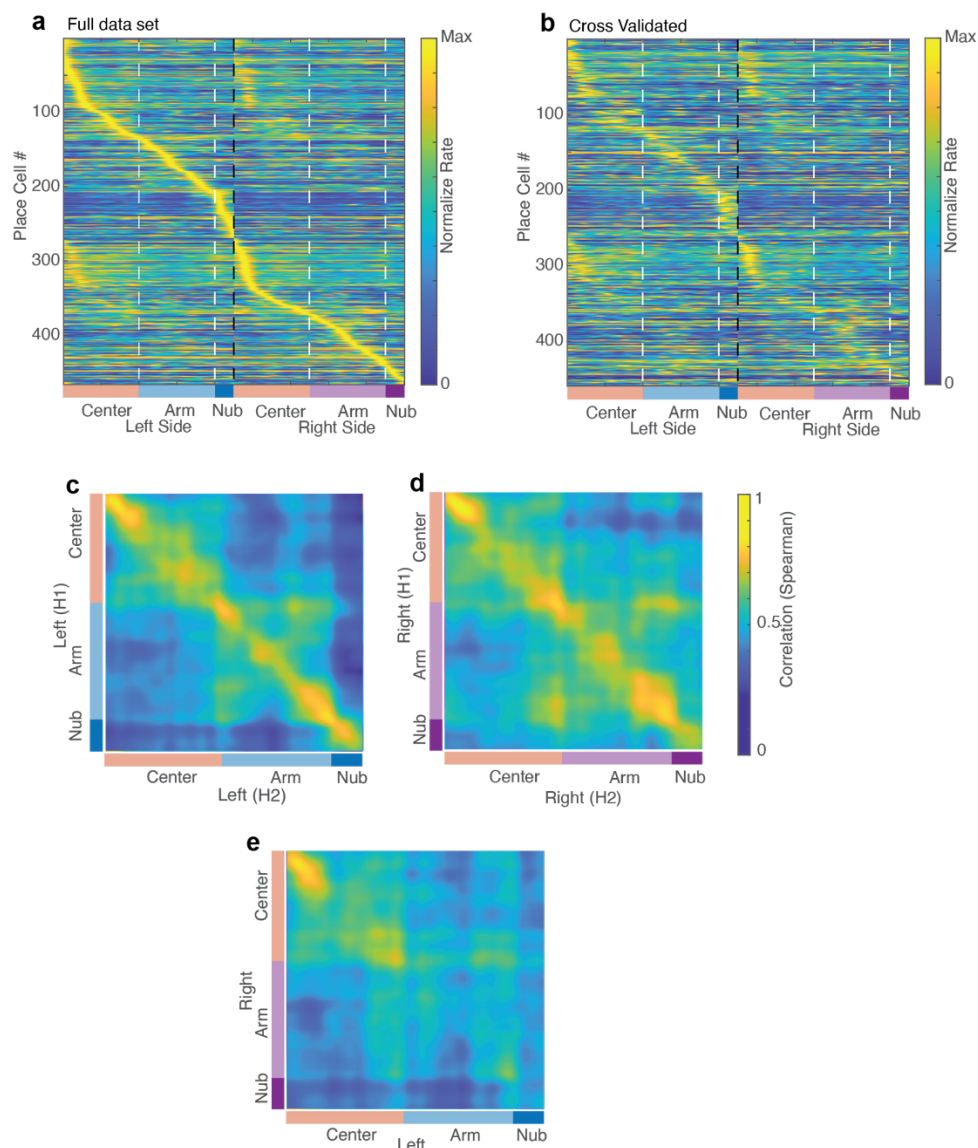 a Full data set
Max
Normalize Rate
0
Place Cell #
100
200
300
400
Center Arm Nub Center Arm Nub
Left Side Right Side
b Cross Validated
Max
Normalize Rate
0
Place Cell #
100
200
300
400
Center Arm Nub Center Arm Nub
Left Side Right Side
c
Left (H1)
Center
Arm
Nub
Center Arm Nub
Left (H2)
d
Right (H1)
Center
Arm
Nub
Center Arm Nub
Right (H2)
1
0.5
0
Correlation (Spearman)
e
Right
Center
Arm
Nub
Center Arm Nub
Left